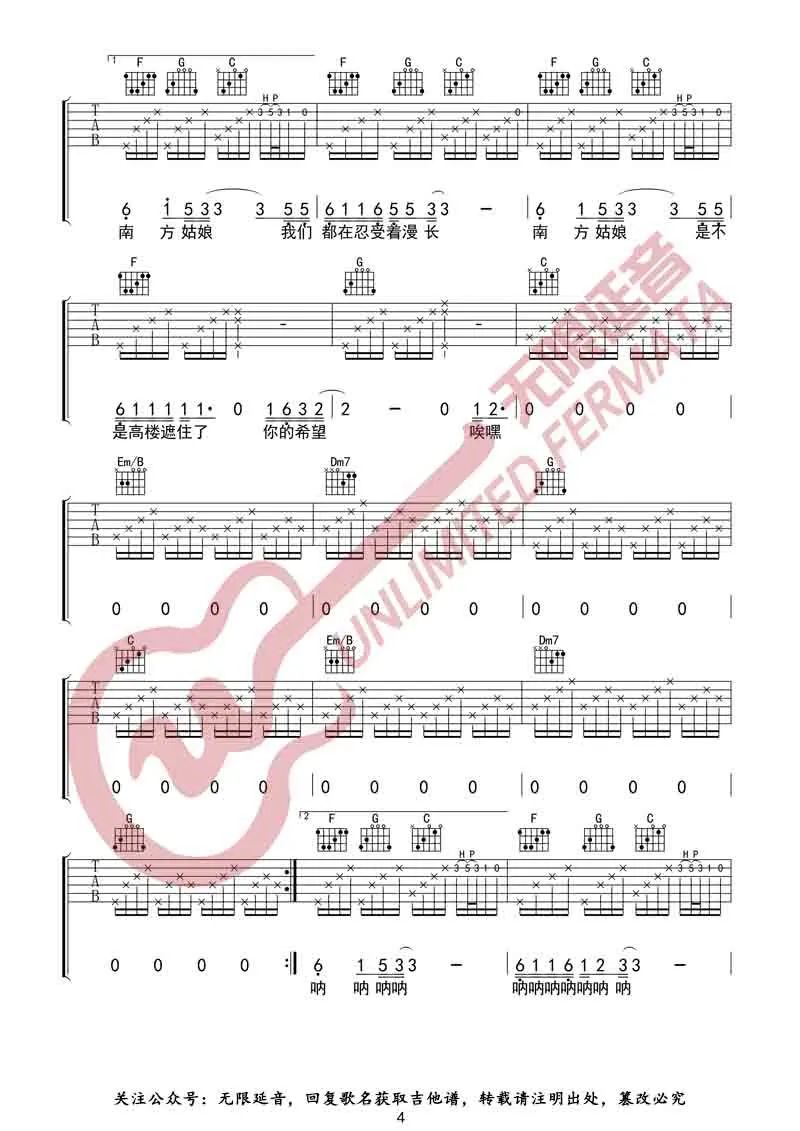 1
F G C F G C F G C
H P H P
T A B 3 5 3 1 0 0 3 5 3 1 0
6 1 5 3 3 3 5 5 6 1 1 6 5 5 3 3 - 6 1 5 3 3 3 5 5
南 方 姑娘 我们 都在忍受着漫 长 南 方 姑娘 是不
F G C
T A B - -
6 1 1 1 1 1 1· 0 1 6 3 2 2 - 0 1 2· 0 0 0 0
是高楼遮住了 你的希望 唉嘿
Em/B Dm7 G
T A B
0 0 0 0 0 0 0 0 0 0 0 0
C Em/B Dm7
T A B
0 0 0 0 0 0 0 0 0 0 0 0
2
G F G C F G C
H P H P
T A B 3 5 3 1 0 3 5 3 1 0
0 0 0 0 6 1 5 3 3 - 6 1 1 6 1 2 3 3 -
呐 呐 呐呐 呐呐呐呐呐呐 呐
无限延音
UNLIMITED FERMATA
关注公众号：无限延音，回复歌名获取吉他谱，转载请注明出处，篡改必究
4